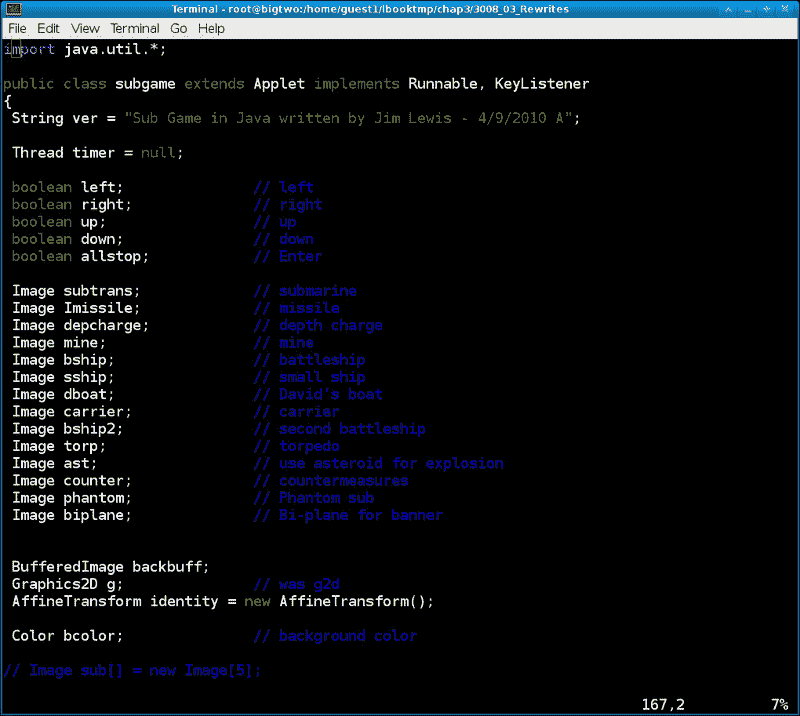 Terminal - root@bigtwo:/home/guest1/lbooktmp/chap3/3008_03_Rewrites
File Edit View Terminal Go Help
import java.util.*;
public class subgame extends Applet implements Runnable, KeyListener
{
String ver = "Sub Game in Java written by Jim Lewis - 4/9/2010 A";
Thread timer = null;
boolean left; // left
boolean right; // right
boolean up; // up
boolean down; // down
boolean allstop; // Enter
Image subtrans; // submarine
Image Imissile; // missile
Image depcharge; // depth charge
Image mine; // mine
Image bship; // battleship
Image sship; // small ship
Image dboat; // David's boat
Image carrier; // carrier
Image bship2; // second battleship
Image torp; // torpedo
Image ast; // use asteroid for explosion
Image counter; // countermeasures
Image phantom; // Phantom sub
Image biplane; // Bi-plane for banner
BufferedImage backbuff;
Graphics2D g; // was g2d
AffineTransform identity = new AffineTransform();
Color bcolor; // background color
// Image sub[] = new Image[5];
167,2 7%